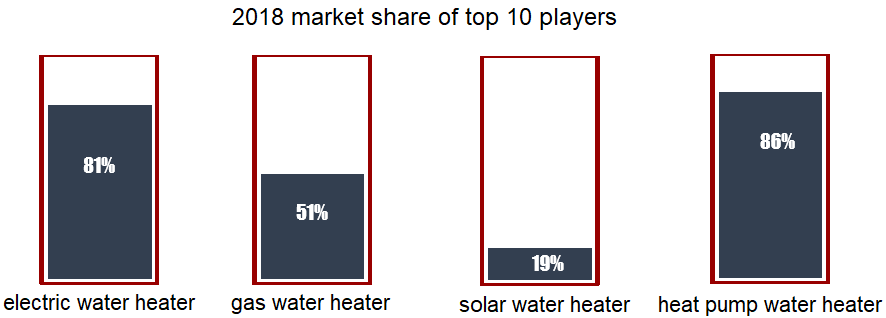 2018 market share of top 10 players
81%
51%
19%
86%
electric water heater
gas water heater
solar water heater
heat pump water heater